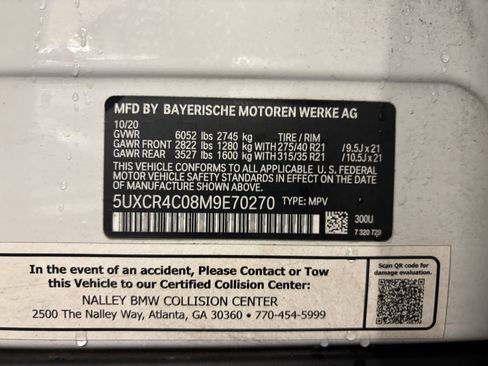 MFD BY BAYERISCHE MOTOREN WERKE AG
10/20
GVWR 6052 lbs 2745 kg TIRE / RIM
GAWR FRONT 2822 lbs 1280 kg WITH 275/40 R21 / 9.5J x 21
GAWR REAR 3527 lbs 1600 kg WITH 315/35 R21 / 10.5J x 21
THIS VEHICLE CONFORMS TO ALL APPLICABLE U.S. FEDERAL
MOTOR VEHICLE SAFETY STANDARDS IN EFFECT
ON THE DATE OF MANUFACTURE SHOWN ABOVE.
5UXCR4C08M9E70270 TYPE: MPV
300U
7 320 729
In the event of an accident, Please Contact or Tow
this Vehicle to our Certified Collision Center:
NALLEY BMW COLLISION CENTER
2500 The Nalley Way, Atlanta, GA 30360 • 770-454-5999
Scan QR code for
damage evaluation.